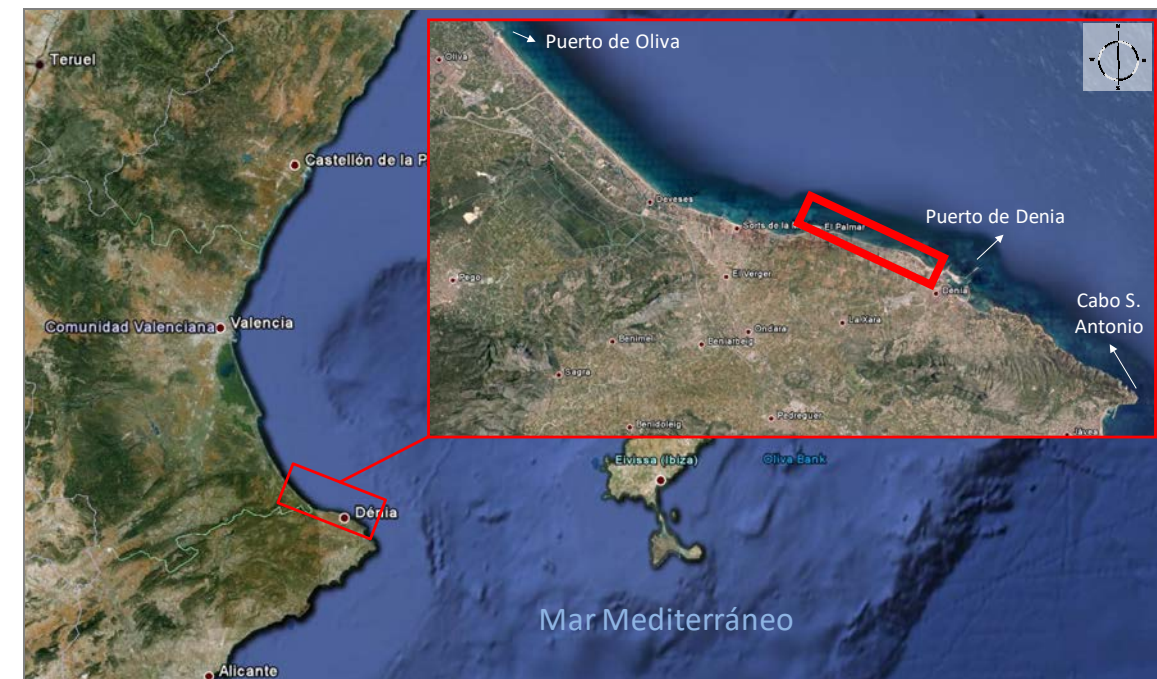 Teruel
Castellón de la P
Comunidad Valenciana
Valencia
Dénia
Alicante
Eivissa (Ibiza)
Oliva Bank
Mar Mediterráneo
Puerto de Oliva
Oliva
Deveses
Sorts de la
El Palmar
Puerto de Denia
Pego
El Verger
Denia
Cabo S.
Antonio
La Xara
Ondara
Benimeli
Beniarbeig
Sagra
Pedreguer
Benidoleig
Jávea